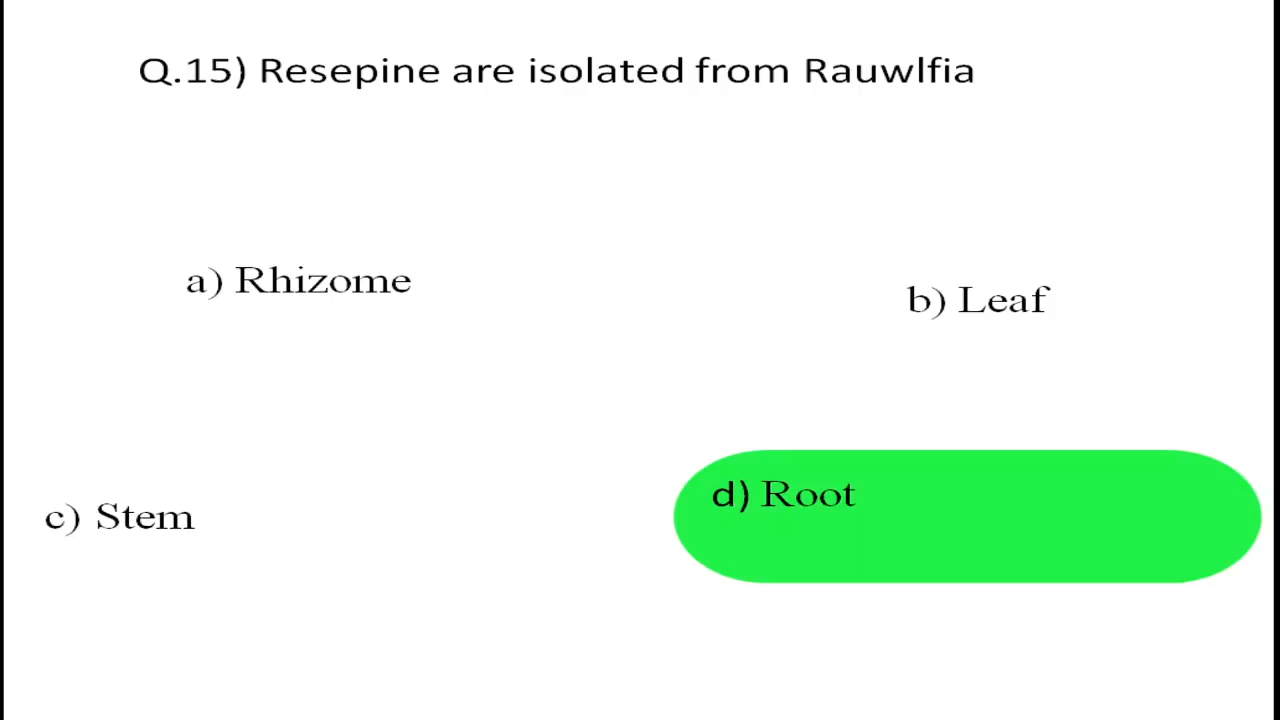 Q.15) Resepine are isolated from Rauwlfia
a) Rhizome
b) Leaf
c) Stem
d) Root